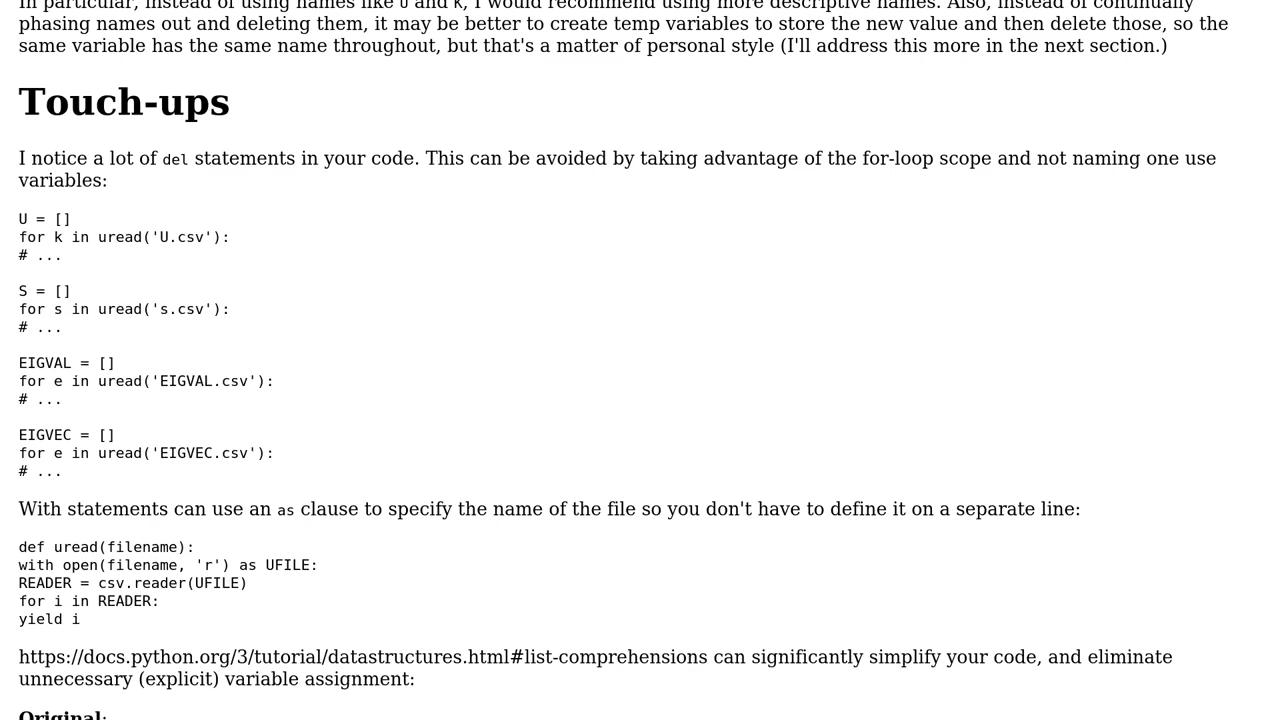 In particular, instead of using names like U and K, I would recommend using more descriptive names. Also, instead of continually
phasing names out and deleting them, it may be better to create temp variables to store the new value and then delete those, so the
same variable has the same name throughout, but that's a matter of personal style (I'll address this more in the next section.)
Touch-ups
I notice a lot of del statements in your code. This can be avoided by taking advantage of the for-loop scope and not naming one use
variables:
U = []
for k in uread('U.csv'):
# ...
S = []
for s in uread('s.csv'):
# ...
EIGVAL = []
for e in uread('EIGVAL.csv'):
# ...
EIGVEC = []
for e in uread('EIGVEC.csv'):
# ...
With statements can use an as clause to specify the name of the file so you don't have to define it on a separate line:
def uread(filename):
with open(filename, 'r') as UFILE:
READER = csv.reader(UFILE)
for i in READER:
yield i
https://docs.python.org/3/tutorial/datastructures.html#list-comprehensions can significantly simplify your code, and eliminate
unnecessary (explicit) variable assignment:
Original: